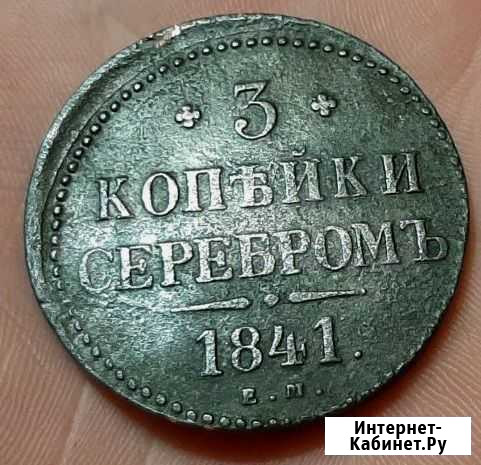 3
КОПѢЙКИ
СЕРЕБРОМЪ
1841.
Е.М.
Интернет-
Кабинет.Ру